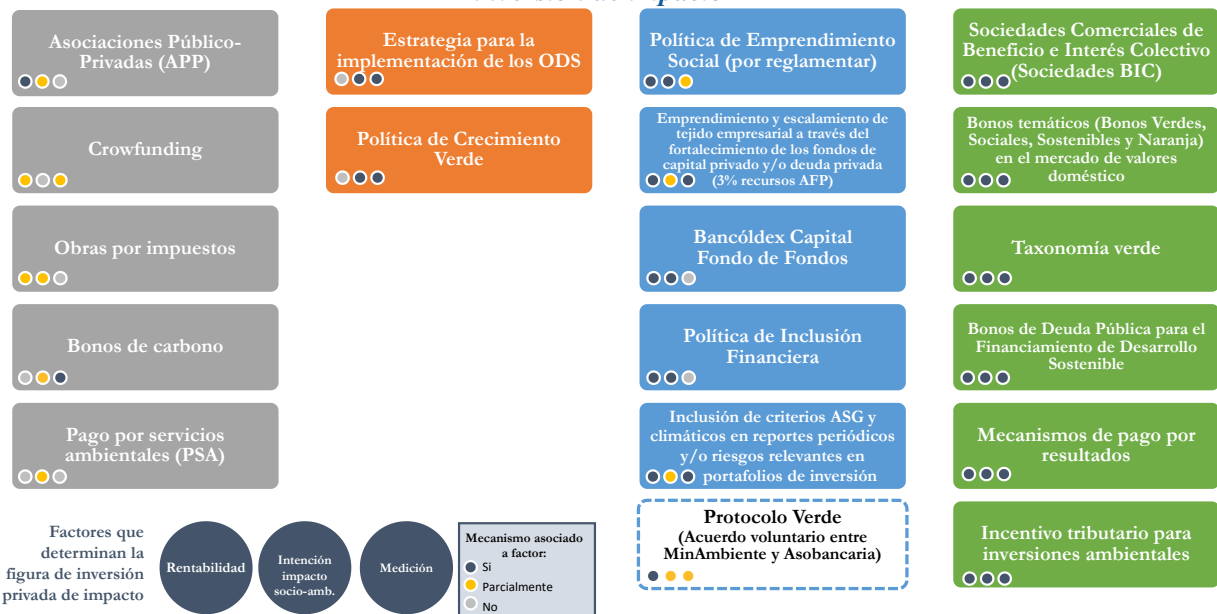 Asociaciones Público-
Privadas (APP)
Crowfunding
Obras por impuestos
Bonos de carbono
Pago por servicios
ambientales (PSA)
Estrategia para la
implementación de los ODS
Política de Crecimiento
Verde
Política de Emprendimiento
Social (por reglamentar)
Emprendimiento y escalamiento de
tejido empresarial a través del
fortalecimiento de los fondos de
capital privado y/o deuda privada
(3% recursos AFP)
Bancóldex Capital
Fondo de Fondos
Política de Inclusión
Financiera
Inclusión de criterios ASG y
climáticos en reportes periódicos
y/o riesgos relevantes en
portafolios de inversión
Protocolo Verde
(Acuerdo voluntario entre
MinAmbiente y Asobancaria)
Sociedades Comerciales de
Beneficio e Interés Colectivo
(Sociedades BIC)
Bonos temáticos (Bonos Verdes,
Sociales, Sostenibles y Naranja)
en el mercado de valores
doméstico
Taxonomía verde
Bonos de Deuda Pública para el
Financiamiento de Desarrollo
Sostenible
Mecanismos de pago por
resultados
Incentivo tributario para
inversiones ambientales
Factores que
determinan la
figura de inversión
privada de impacto
Rentabilidad
Intención
impacto
socio-amb.
Medición
Mecanismo asociado
a factor:
Si
Parcialmente
No